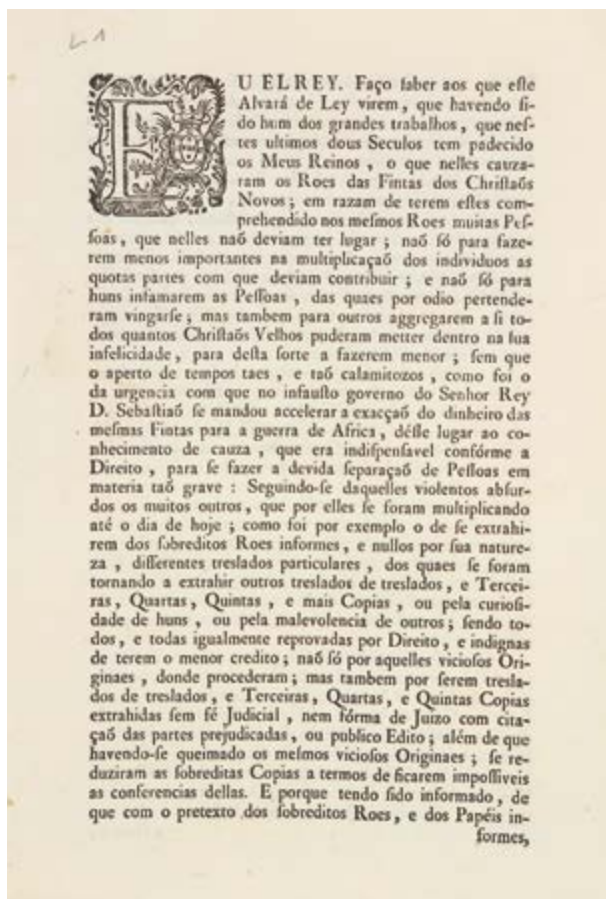 L 1
EU ELREY. Faço ſaber aos que eſte
Alvará de Ley virem, que havendo ſi-
do hum dos grandes trabalhos, que neſ-
tes ultimos dous Seculos tem padecido
os Meus Reinos, o que nelles cauza-
ram os Roes das Fintas dos Chriſtaõs
Novos; em razam de terem eſtes com-
prehendido nos meſmos Roes muitas Peſ-
ſoas, que nelles naõ deviam ter lugar; naõ ſó para faze-
rem menos importantes na multiplicaçaõ dos individuos as
quotas partes com que deviam contribuir; e naõ ſó para
huns infamarem as Peſſoas, das quaes por odio pertende-
ram vingarſe; mas tambem para outros aggregarem a ſi to-
dos quantos Chriſtaõs Velhos puderam metter dentro na ſua
infelicidade, para deſta ſorte a fazerem menor; ſem que
o aperto de tempos taes, e taõ calamitozos, como foi o
da urgencia com que no infauſto governo do Senhor Rey
D. Sebaſtiaõ ſe mandou accelerar a exacçaõ do dinheiro das
meſmas Fintas para a guerra de Africa, déſſe lugar ao co-
nhecimento de cauza, que era indiſpenſavel confórme a
Direito, para ſe fazer a devida ſeparaçaõ de Peſſoas em
materia taõ grave: Seguindo-ſe daquelles violentos abſur-
dos os muitos outros, que por elles ſe foram multiplicando
até o dia de hoje; como foi por exemplo o de ſe extrahi-
rem dos ſobreditos Roes informes, e nullos por ſua nature-
za, differentes treslados particulares, dos quaes ſe foram
tornando a extrahir outros treslados de treslados, e Tercei-
ras, Quartas, Quintas, e mais Copias, ou pela curioſi-
dade de huns, ou pela malevolencia de outros; ſendo to-
dos, e todas igualmente reprovadas por Direito, e indignas
de terem o menor credito; naõ ſó por aquelles vicioſos Ori-
ginaes, donde procederam; mas tambem por ſerem tresla-
dos de treslados, e Terceiras, Quartas, e Quintas Copias
extrahidas ſem fé Judicial, nem fórma de Juizo com cita-
çaõ das partes prejudicadas, ou publico Edito; além de que
havendo-ſe queimado os meſmos vicioſos Originaes; ſe re-
duziram as ſobreditas Copias a termos de ficarem impoſſiveis
as conferencias dellas. E porque tendo ſido informado, de
que com o pretexto dos ſobreditos Roes, e dos Papéis in-
formes,